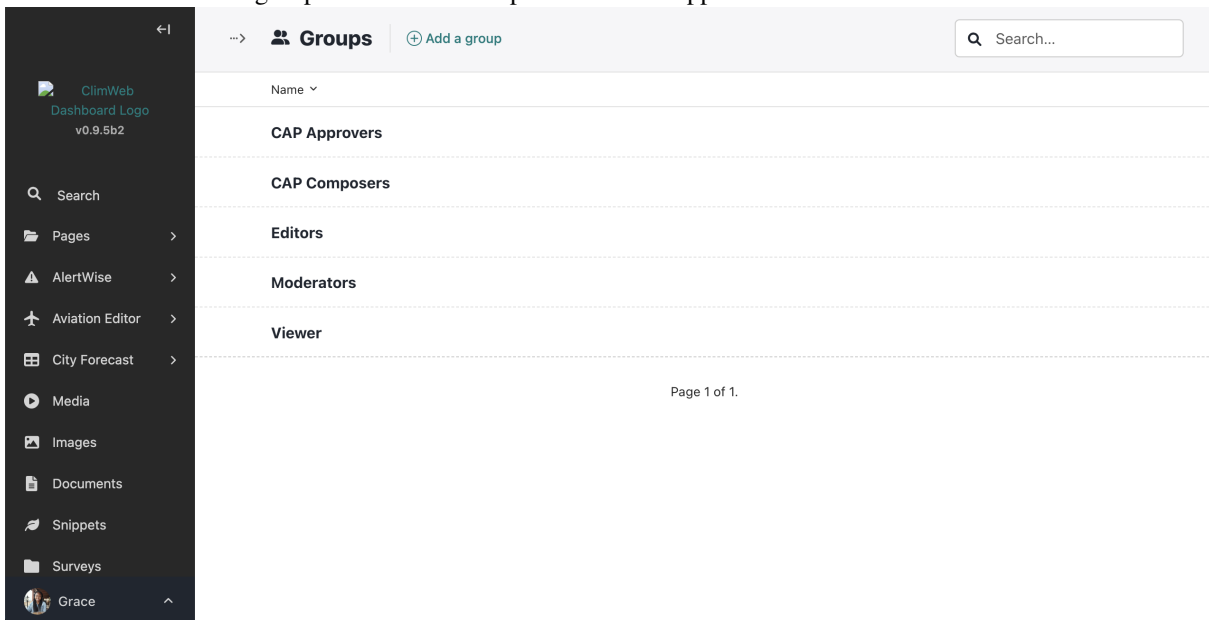 Groups
Add a group
Search...
ClimWeb
Dashboard Logo
v0.9.5b2
Name
CAP Approvers
CAP Composers
Editors
Moderators
Viewer
Page 1 of 1.
Search
Pages
AlertWise
Aviation Editor
City Forecast
Media
Images
Documents
Snippets
Surveys
Grace